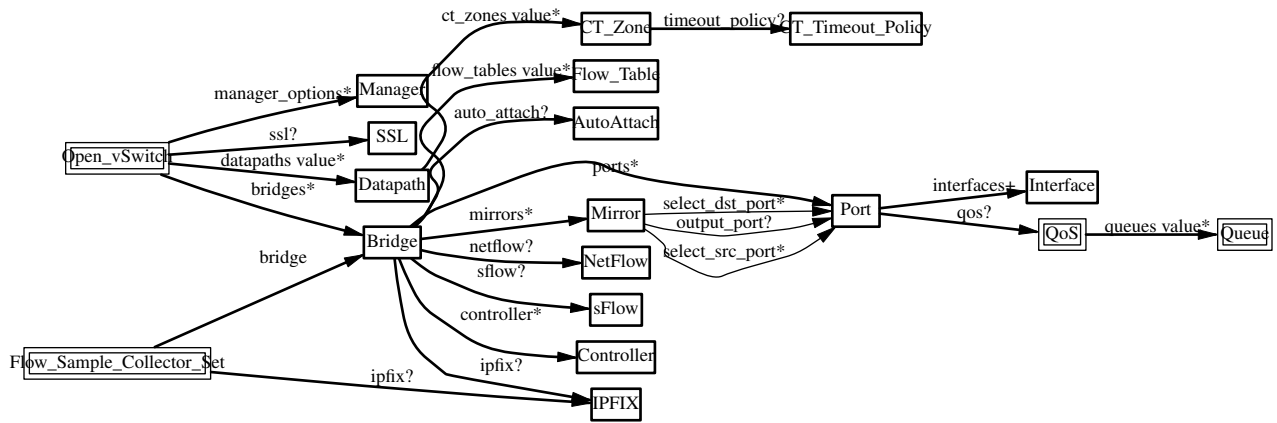 ct_zones value*
CT_Zone
timeout_policy?
CT_Timeout_Policy
flow_tables value*
Flow_Table
manager_options*
Manager
auto_attach?
AutoAttach
ssl?
SSL
Open_vSwitch
datapaths value*
Datapath
bridges*
ports*
interfaces+
Interface
mirrors*
Mirror
select_dst_port*
output_port?
select_src_port*
Port
qos?
QoS
queues value*
Queue
Bridge
netflow?
NetFlow
bridge
sflow?
sFlow
controller*
Controller
Flow_Sample_Collector_Set
ipfix?
ipfix?
IPFIX